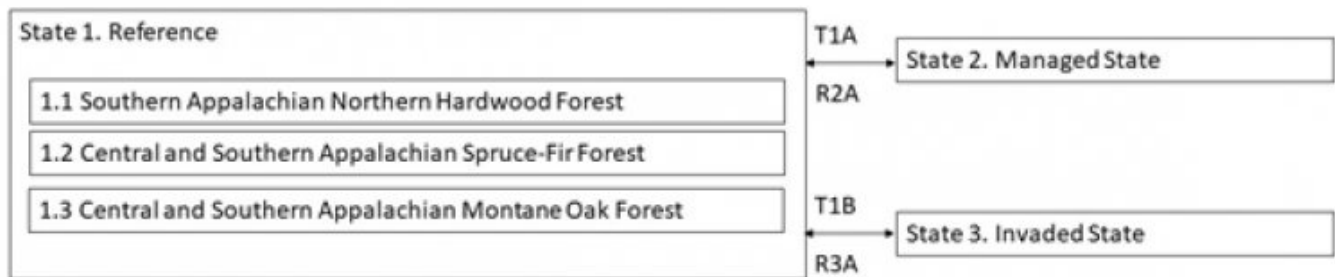 State 1. Reference
1.1 Southern Appalachian Northern Hardwood Forest
1.2 Central and Southern Appalachian Spruce-Fir Forest
1.3 Central and Southern Appalachian Montane Oak Forest
T1A
R2A
State 2. Managed State
T1B
R3A
State 3. Invaded State